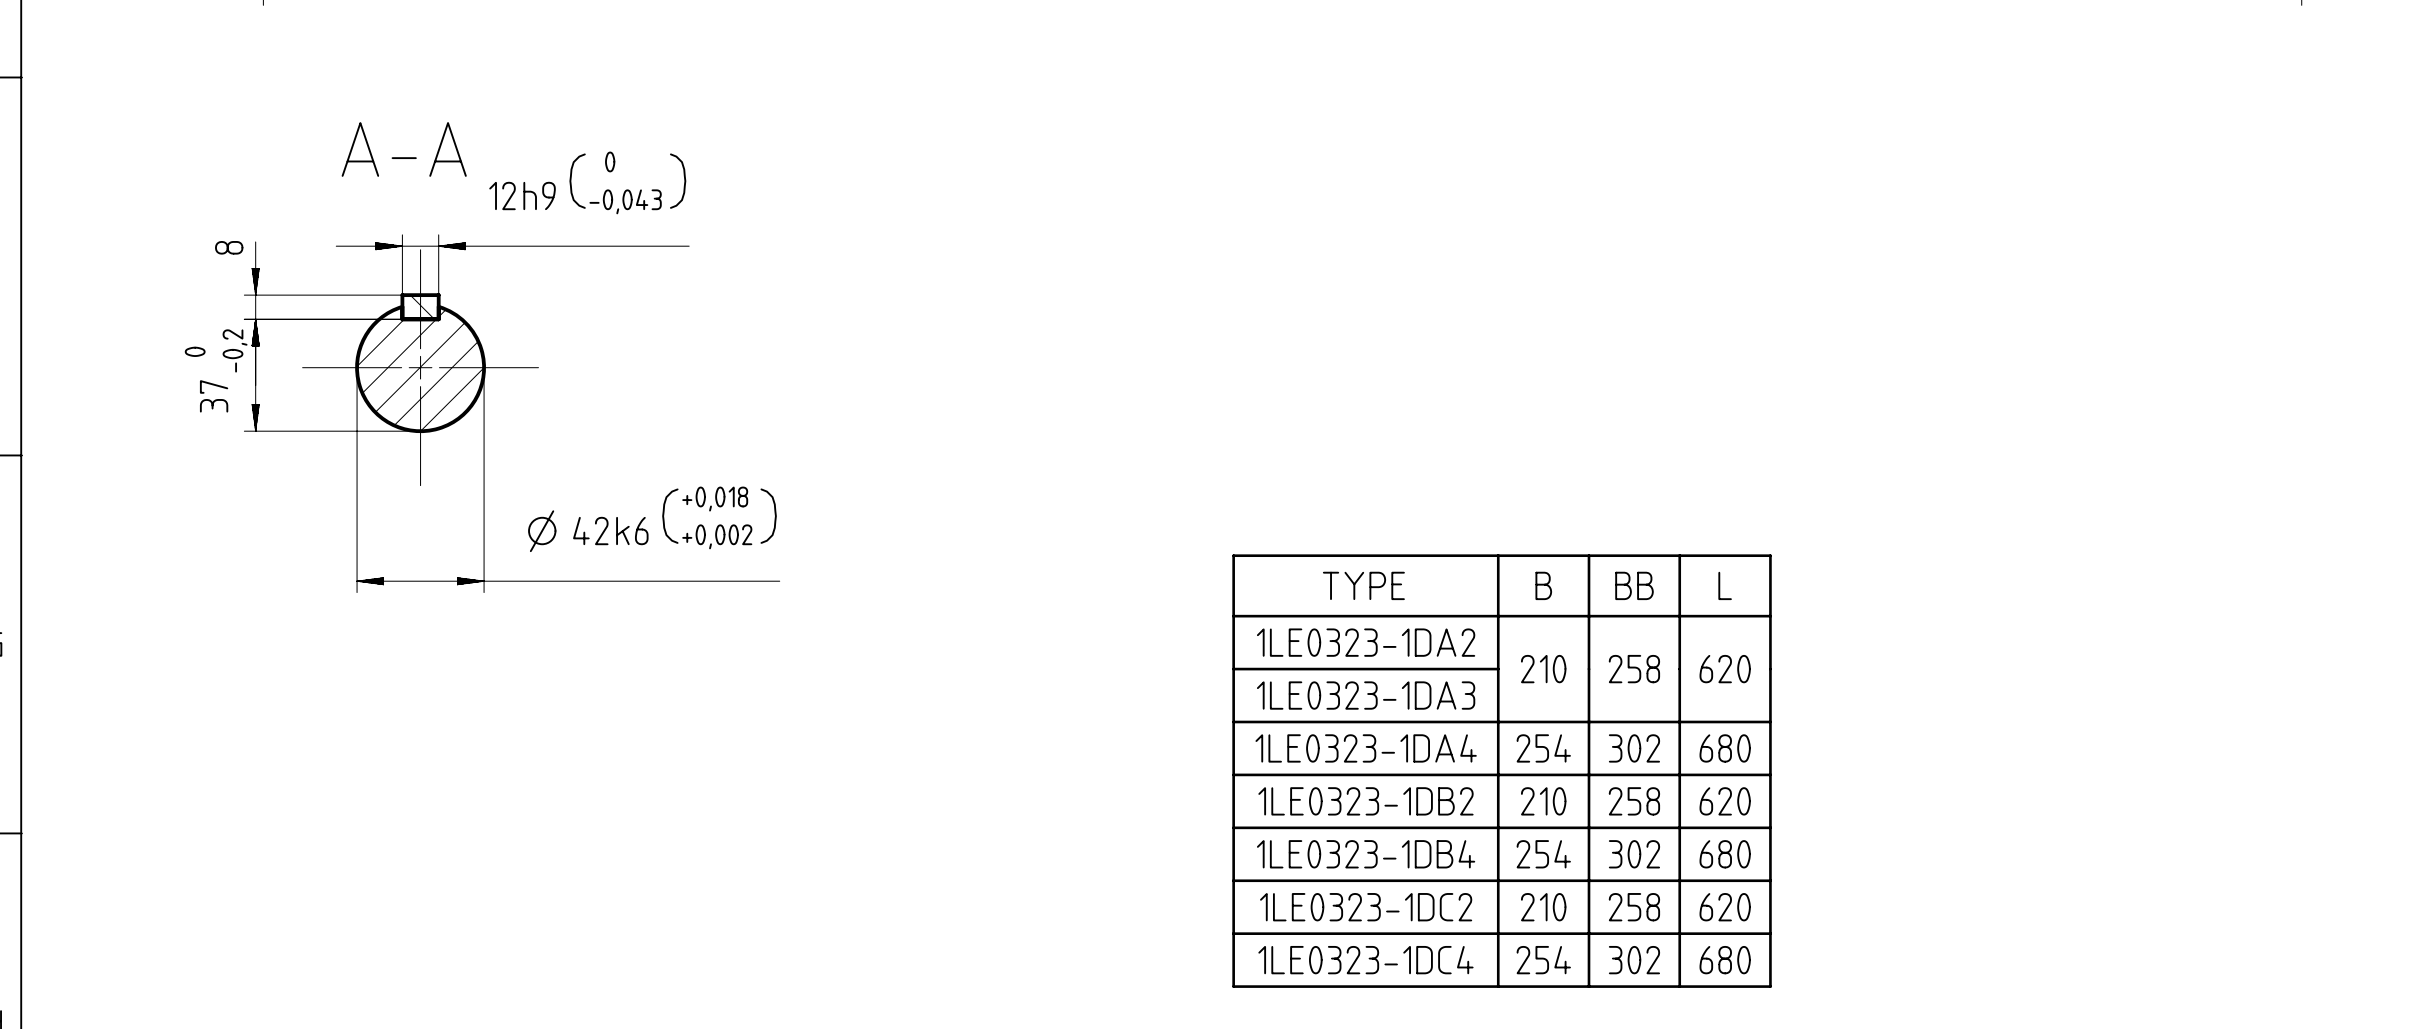 A-A
12h9 ( 0
-0,043 )
8
37 0
-0,2
Ø 42k6 ( +0,018
+0,002 )
TYPE B BB L
1LE0323-1DA2 210 258 620
1LE0323-1DA3
1LE0323-1DA4 254 302 680
1LE0323-1DB2 210 258 620
1LE0323-1DB4 254 302 680
1LE0323-1DC2 210 258 620
1LE0323-1DC4 254 302 680